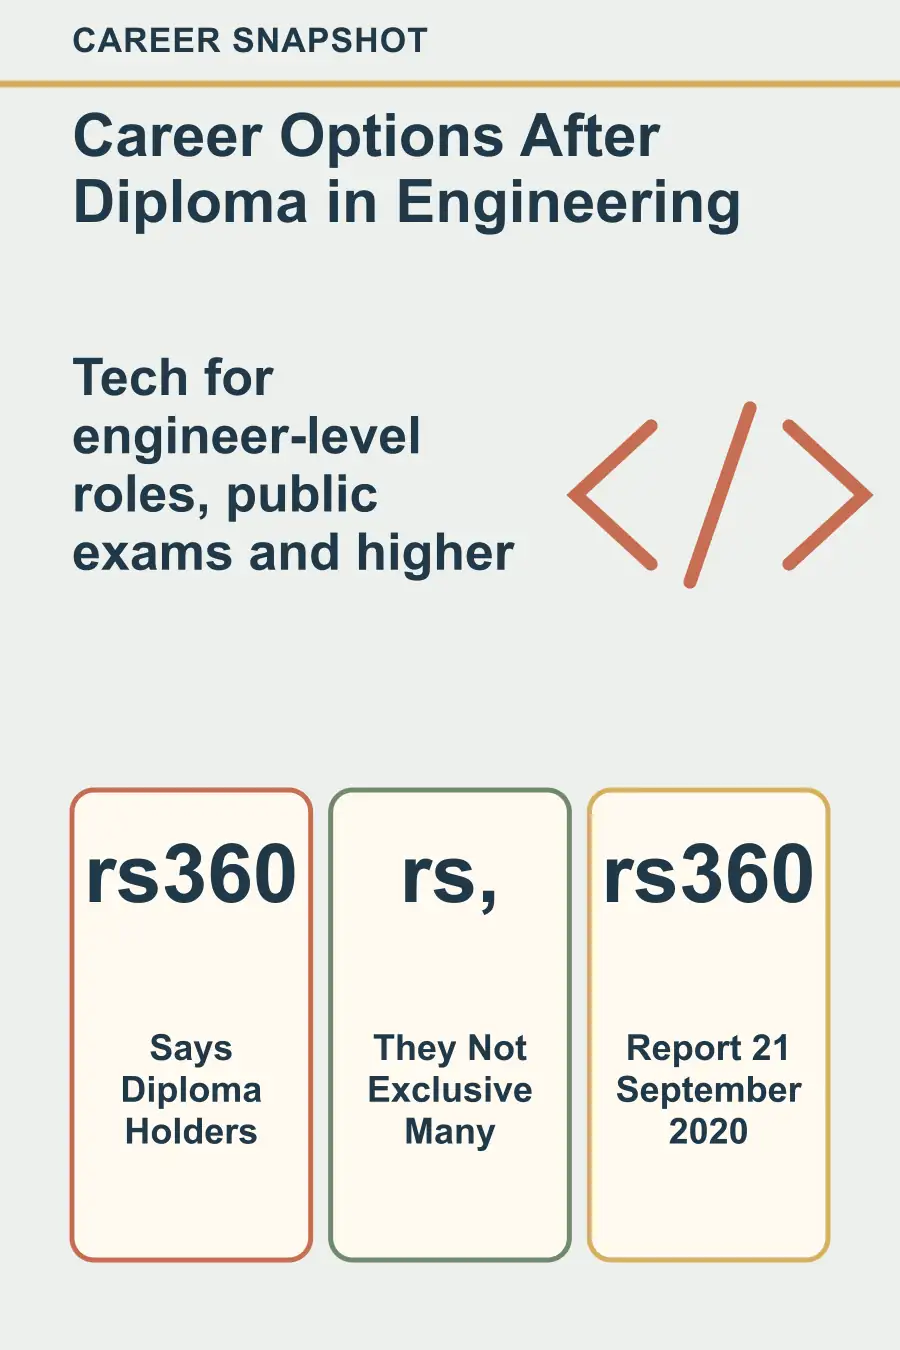 CAREER SNAPSHOT
Career Options After
Diploma in Engineering
Tech for
engineer-level
roles, public
exams and higher
rs360
Says
Diploma
Holders
rs,
They Not
Exclusive
Many
rs360
Report 21
September
2020